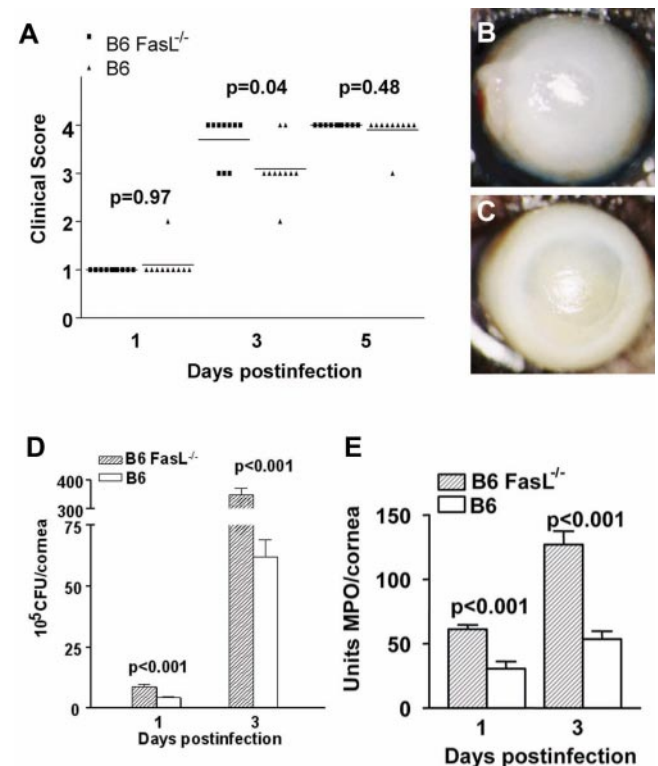 A
■ B6 FasL⁻/⁻
▲ B6
p=0.97
p=0.04
p=0.48
Clinical Score
4
3
2
1
0
1 3 5
Days postinfection
B
C
D
B6 FasL⁻/⁻
B6
p<0.001
p<0.001
10⁵CFU/cornea
400
300
75
50
25
0
1 3
Days postinfection
E
B6 FasL⁻/⁻
B6
p<0.001
p<0.001
Units MPO/cornea
150
100
50
0
1 3
Days postinfection